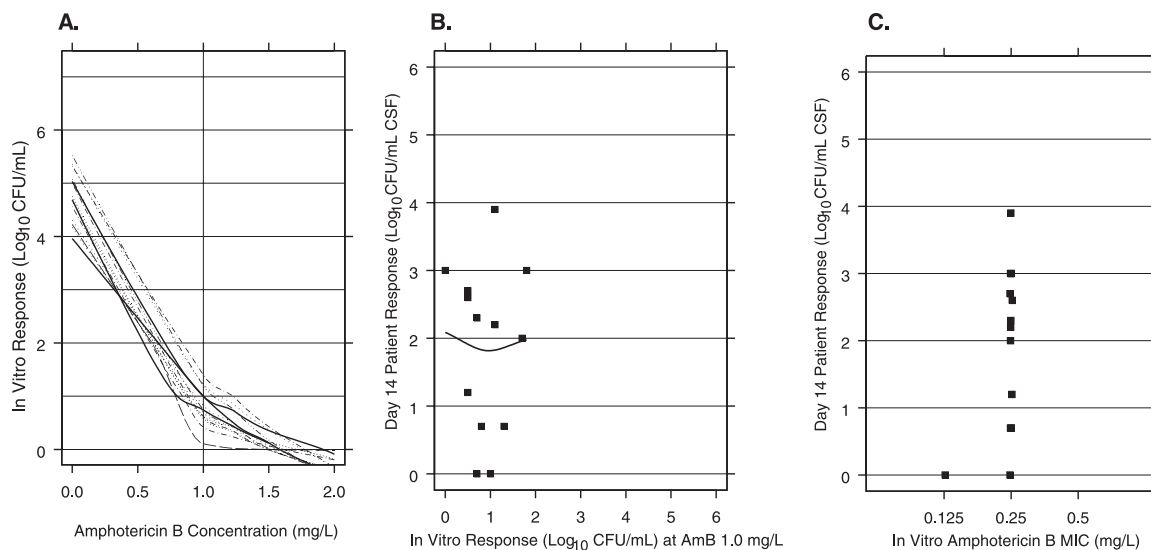 A.
In Vitro Response (Log10 CFU/mL)
6
4
2
0
0.0 0.5 1.0 1.5 2.0
Amphotericin B Concentration (mg/L)
B.
Day 14 Patient Response (Log10 CFU/mL CSF)
6
5
4
3
2
1
0
0 1 2 3 4 5 6
In Vitro Response (Log10 CFU/mL) at AmB 1.0 mg/L
C.
Day 14 Patient Response (Log10 CFU/mL CSF)
6
5
4
3
2
1
0
0.125 0.25 0.5
In Vitro Amphotericin B MIC (mg/L)